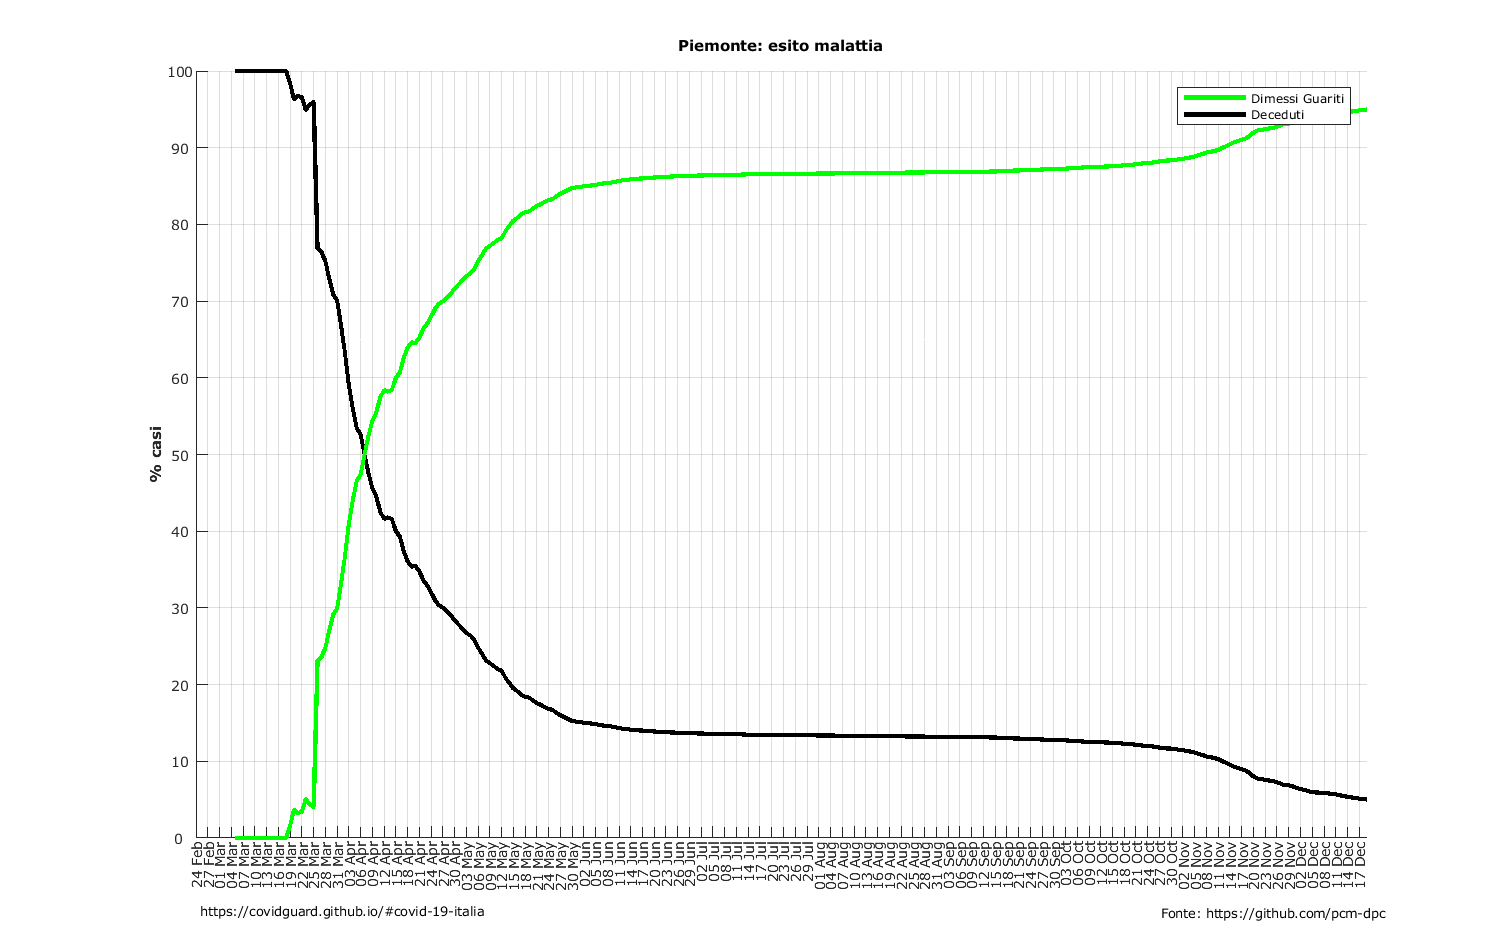 Piemonte: esito malattia
Dimessi Guariti
Deceduti
% casi
100
90
80
70
60
50
40
30
20
10
0
24 Feb
27 Feb
01 Mar
04 Mar
07 Mar
10 Mar
13 Mar
16 Mar
19 Mar
22 Mar
25 Mar
28 Mar
31 Mar
03 Apr
06 Apr
09 Apr
12 Apr
15 Apr
18 Apr
21 Apr
24 Apr
27 Apr
30 Apr
03 May
06 May
09 May
12 May
15 May
18 May
21 May
24 May
27 May
30 May
02 Jun
05 Jun
08 Jun
11 Jun
14 Jun
17 Jun
20 Jun
23 Jun
26 Jun
29 Jun
02 Jul
05 Jul
08 Jul
11 Jul
14 Jul
17 Jul
20 Jul
23 Jul
26 Jul
29 Jul
01 Aug
04 Aug
07 Aug
10 Aug
13 Aug
16 Aug
19 Aug
22 Aug
25 Aug
28 Aug
31 Aug
03 Sep
06 Sep
09 Sep
12 Sep
15 Sep
18 Sep
21 Sep
24 Sep
27 Sep
30 Sep
03 Oct
06 Oct
09 Oct
12 Oct
15 Oct
18 Oct
21 Oct
24 Oct
27 Oct
30 Oct
02 Nov
05 Nov
08 Nov
11 Nov
14 Nov
17 Nov
20 Nov
23 Nov
26 Nov
29 Nov
02 Dec
05 Dec
08 Dec
11 Dec
14 Dec
17 Dec
https://covidguard.github.io/#covid-19-italia
Fonte: https://github.com/pcm-dpc